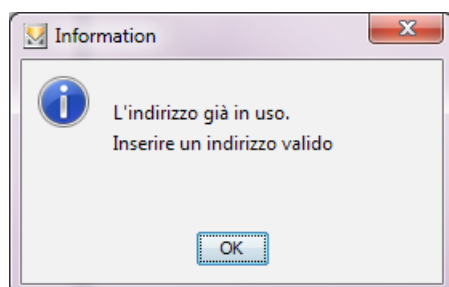 Information
L'indirizzo già in uso.
Inserire un indirizzo valido
OK